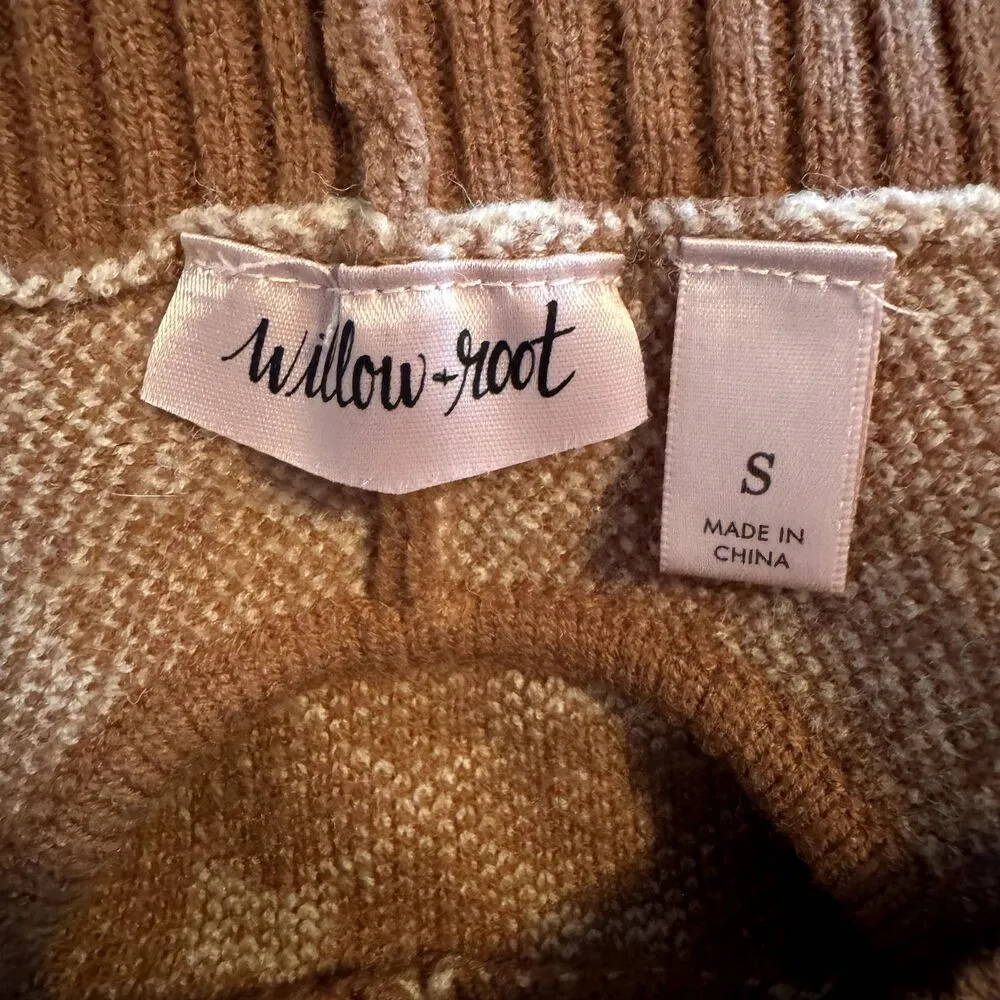 willow + root
S
MADE IN
CHINA